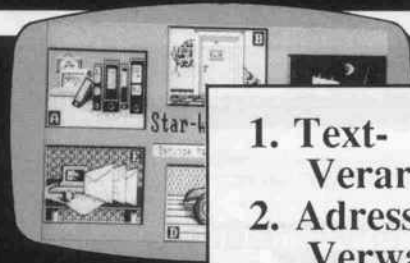 B
A
Star-W
E
D
1. Text-
Verar
2. Adress
Verwa